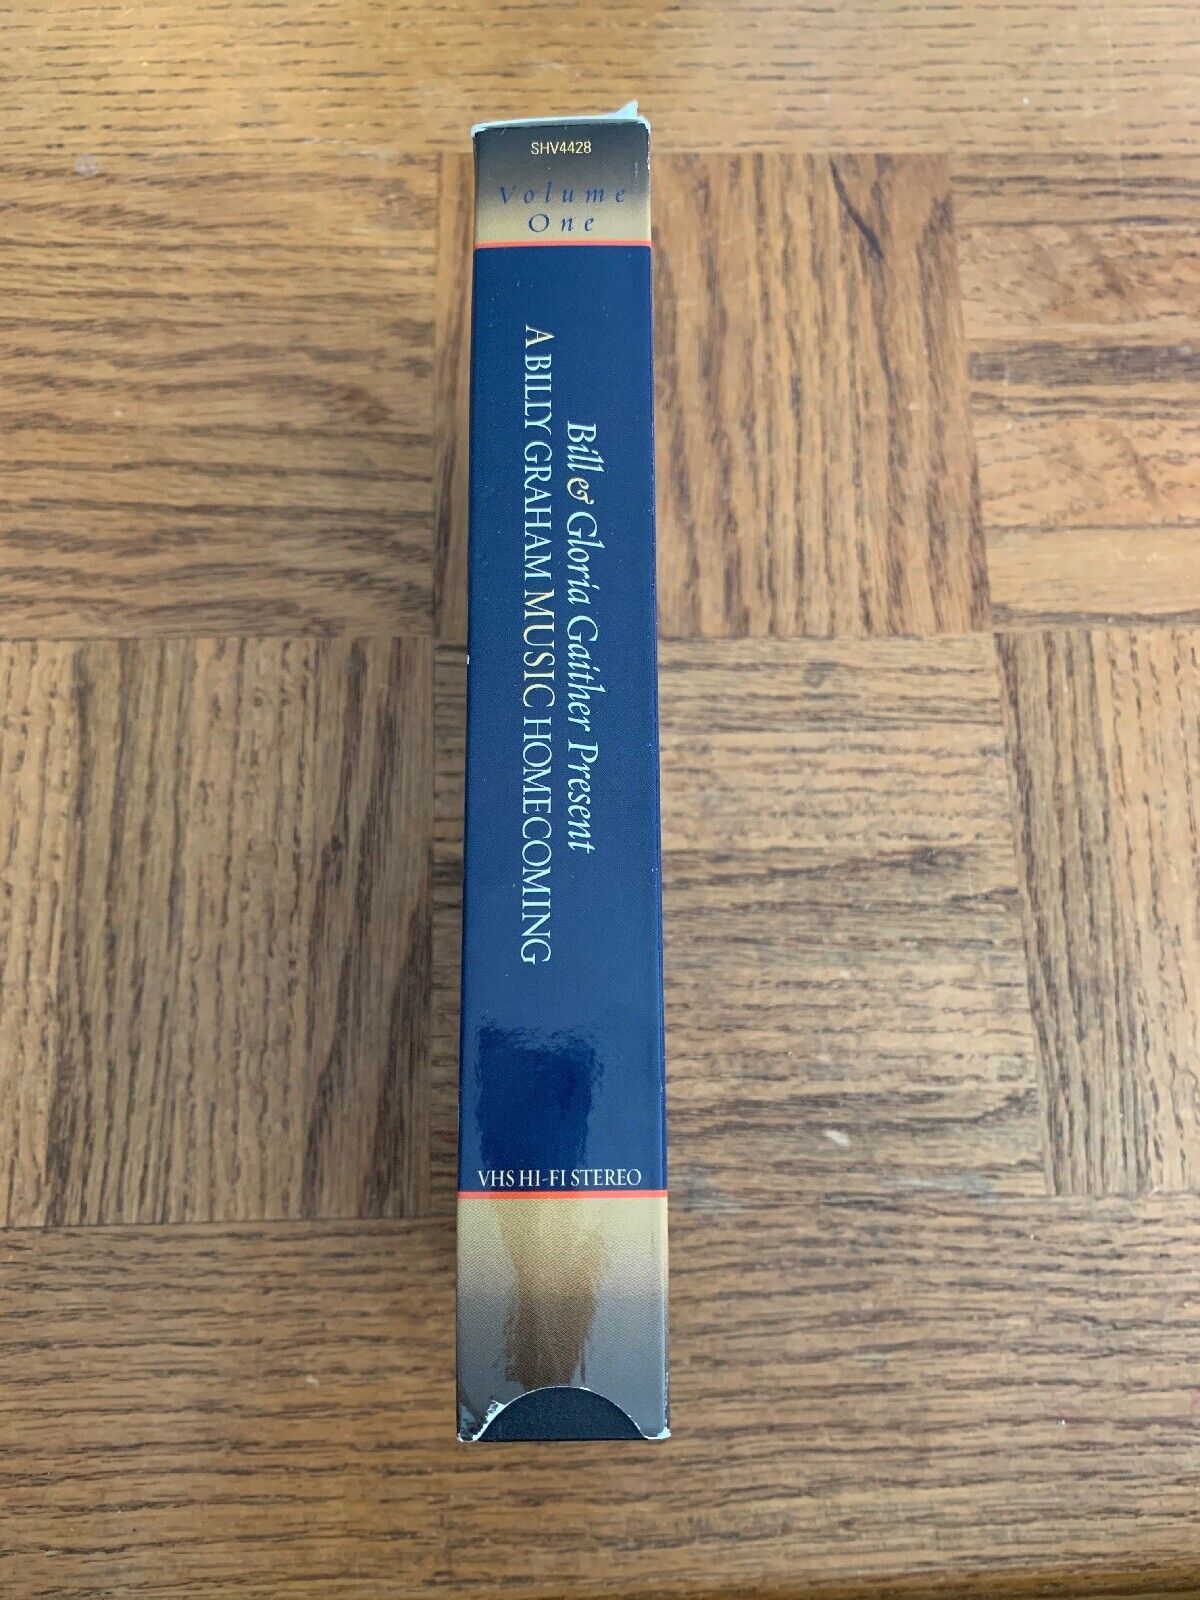 SHV4428
Volume
One
Bill & Gloria Gaither Present
A BILLY GRAHAM MUSIC HOMECOMING
VHS HI-FI STEREO